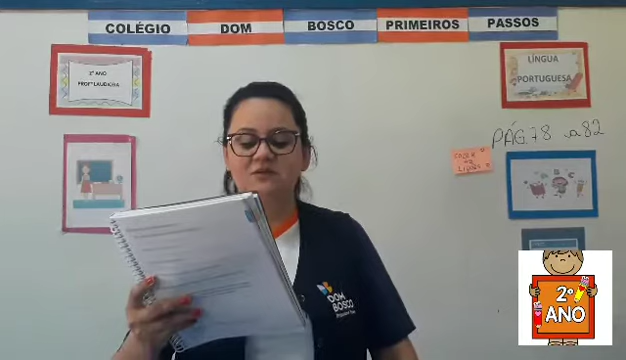 COLÉGIO DOM BOSCO PRIMEIROS PASSOS
2º ANO
LÍNGUA
PORTUGUESA
PÁG. 78 a 82
DOM
BOSCO
2º
ANO